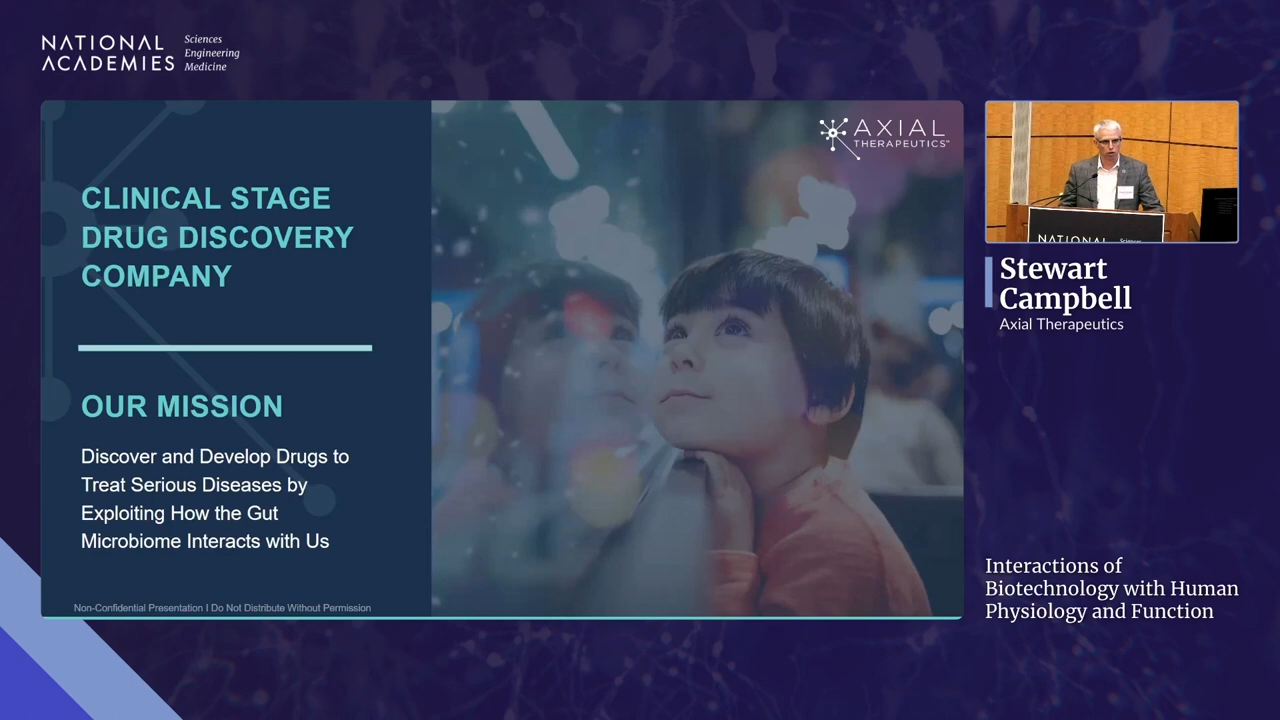 NATIONAL
ACADEMIES
Sciences
Engineering
Medicine
CLINICAL STAGE
DRUG DISCOVERY
COMPANY
OUR MISSION
Discover and Develop Drugs to
Treat Serious Diseases by
Exploiting How the Gut
Microbiome Interacts with Us
Non-Confidential Presentation I Do Not Distribute Without Permission
AXIAL
THERAPEUTICS
NATIONAL
Stewart
Campbell
Axial Therapeutics
Interactions of
Biotechnology with Human
Physiology and Function